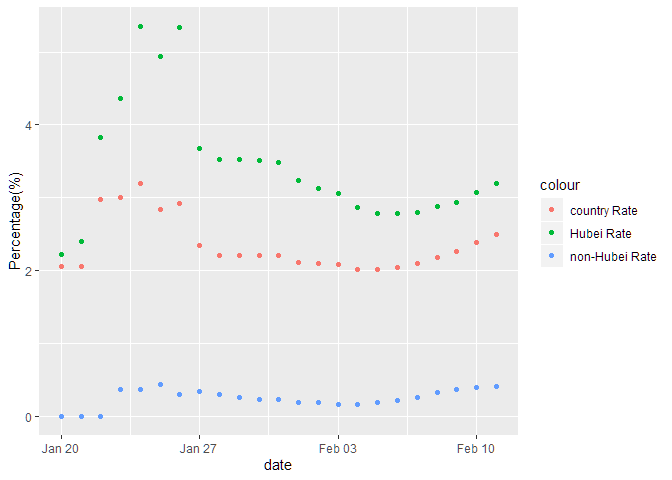 Percentage(%)
4
2
0
Jan 20
Jan 27
Feb 03
Feb 10
date
colour
country Rate
Hubei Rate
non-Hubei Rate